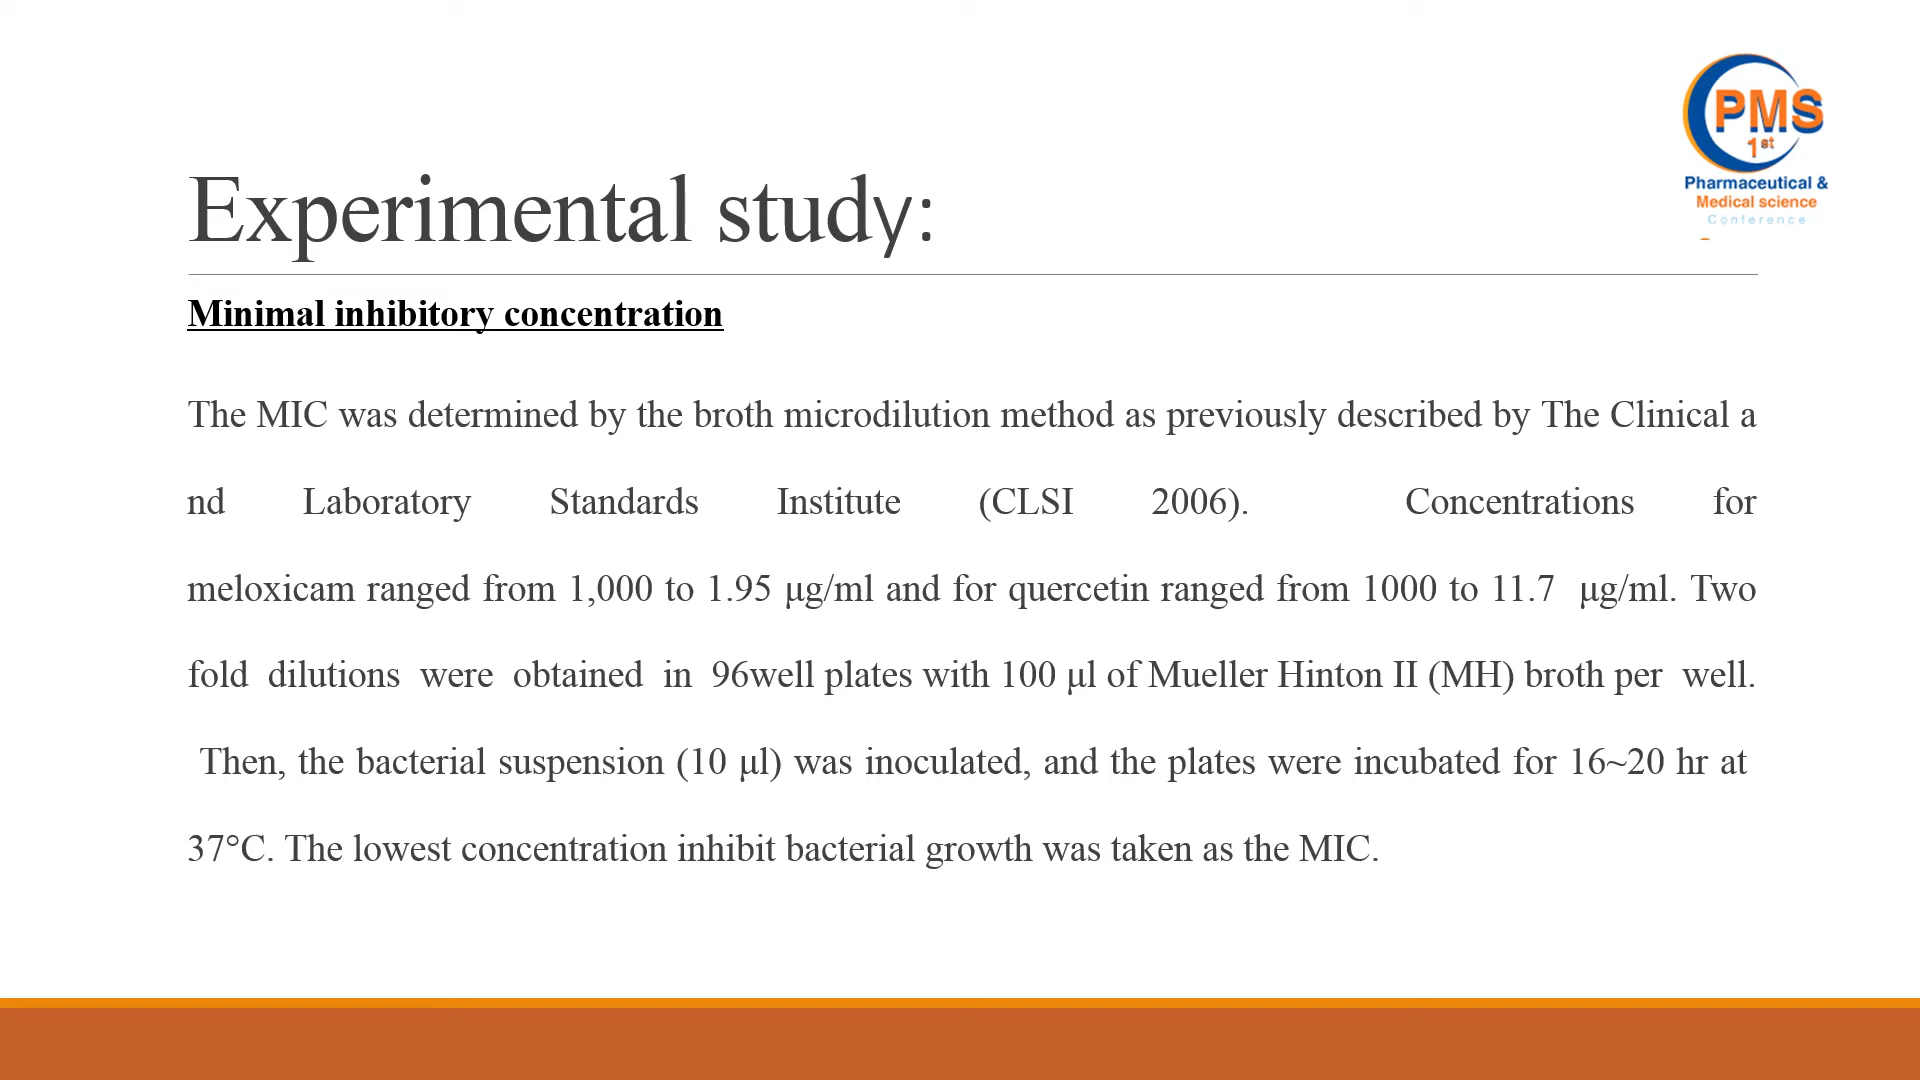 PMS
1st
Pharmaceutical &
Medical science
Conference
Experimental study:
Minimal inhibitory concentration
The MIC was determined by the broth microdilution method as previously described by The Clinical a
nd Laboratory Standards Institute (CLSI 2006). Concentrations for
meloxicam ranged from 1,000 to 1.95 μg/ml and for quercetin ranged from 1000 to 11.7 μg/ml. Two
fold dilutions were obtained in 96well plates with 100 μl of Mueller Hinton II (MH) broth per well.
Then, the bacterial suspension (10 μl) was inoculated, and the plates were incubated for 16~20 hr at
37°C. The lowest concentration inhibit bacterial growth was taken as the MIC.